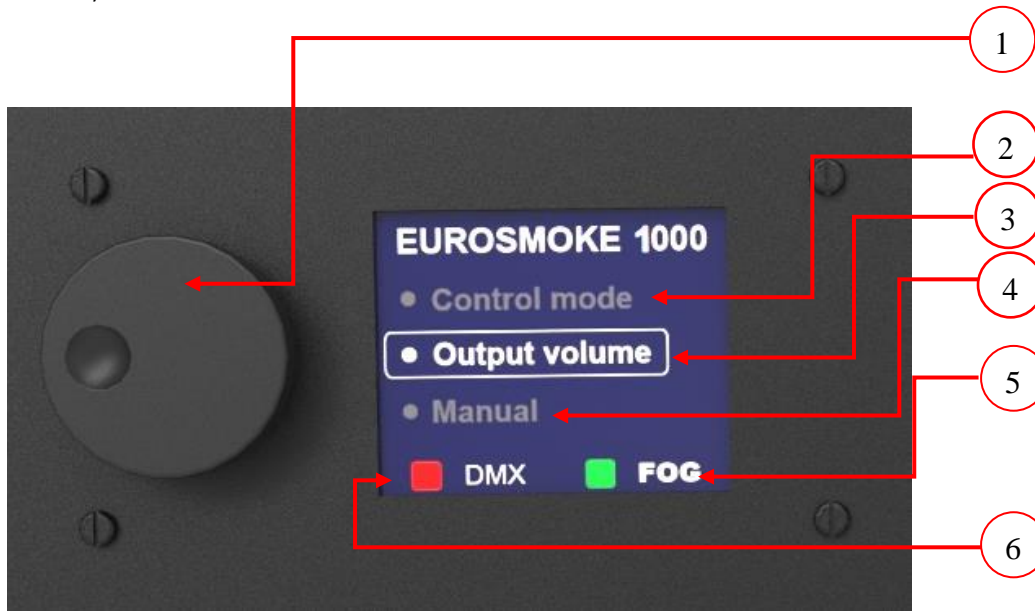 1
2
EUROSMOKE 1000
3
Control mode
4
Output volume
5
Manual
DMX FOG
6